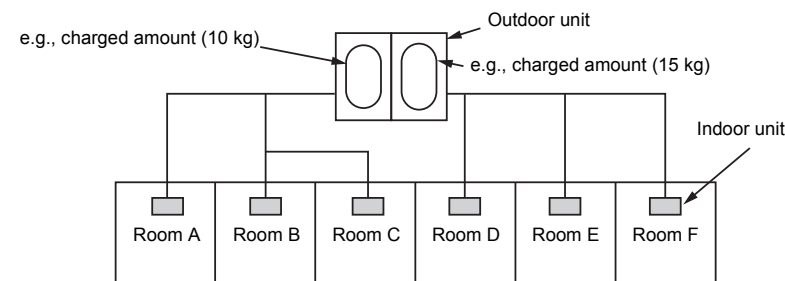 Outdoor unit
e.g., charged amount (10 kg)
e.g., charged amount (15 kg)
Indoor unit
Room A Room B Room C Room D Room E Room F